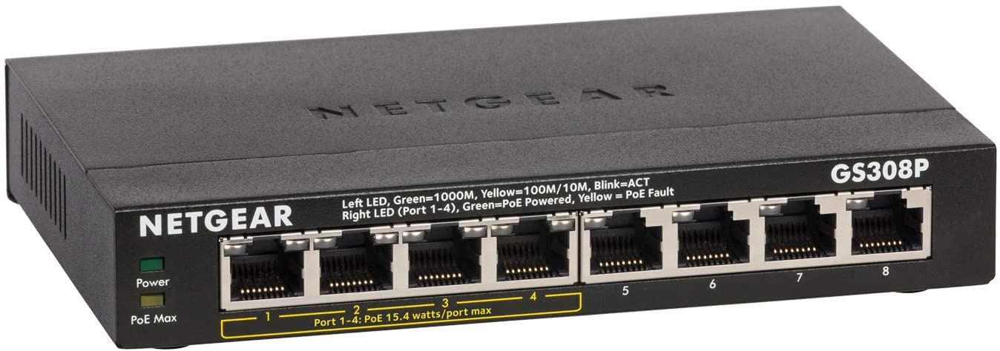 NETGEAR
GS308P
Left LED, Green=1000M, Yellow=100M/10M, Blink=ACT
Right LED (Port 1-4), Green=PoE Powered, Yellow = PoE Fault
NETGEAR
Power
PoE Max
1 2 3 4 5 6 7 8
Port 1-4: PoE 15.4 watts/port max